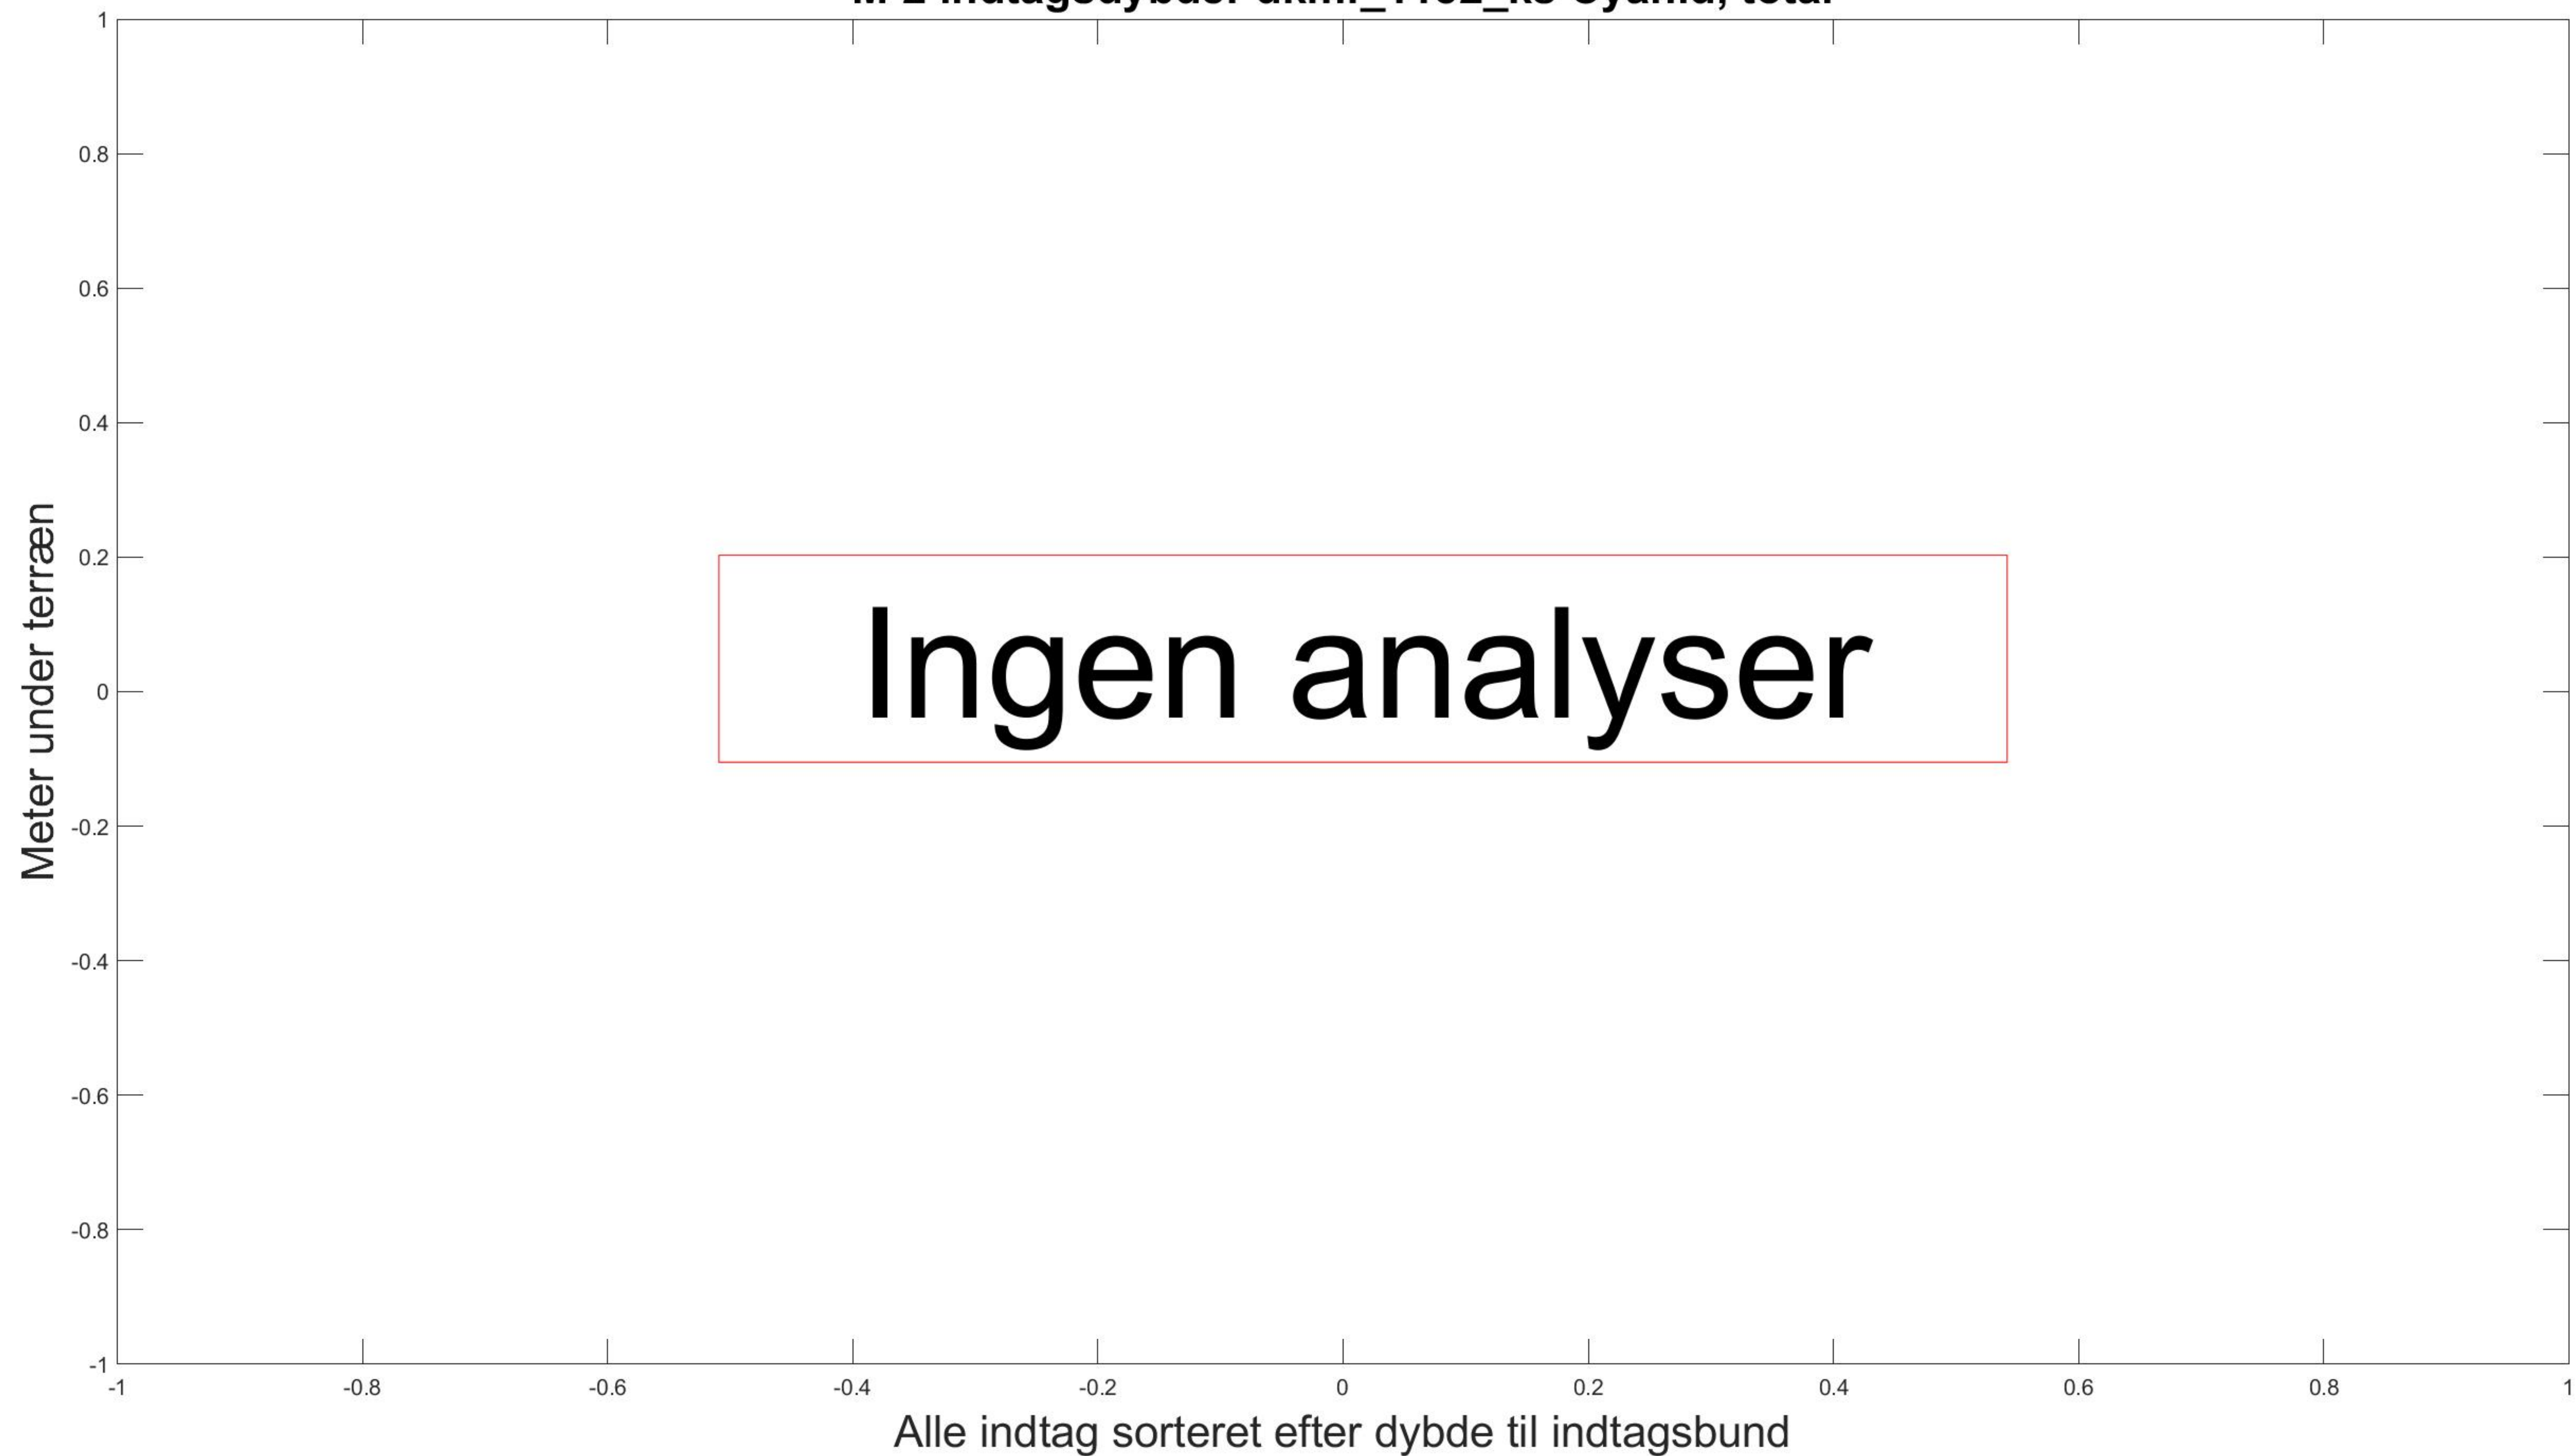 Cyanid, total
1
0.8
0.6
0.4
0.2
0
-0.2
-0.4
-0.6
-0.8
-1
Meter under terræn
Ingen analyser
-1 -0.8 -0.6 -0.4 -0.2 0 0.2 0.4 0.6 0.8 1
Alle indtag sorteret efter dybde til indtagsbund